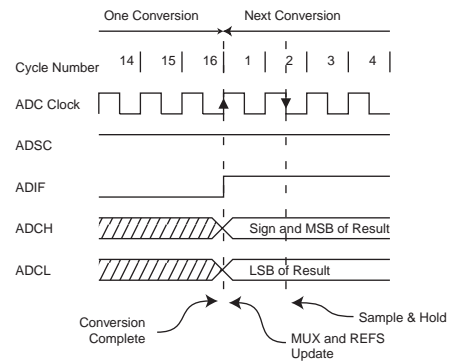 One Conversion Next Conversion
Cycle Number 14 15 16 1 2 3 4
ADC Clock
ADSC
ADIF
ADCH Sign and MSB of Result
ADCL LSB of Result
Sample & Hold
Conversion
Complete
MUX and REFS
Update